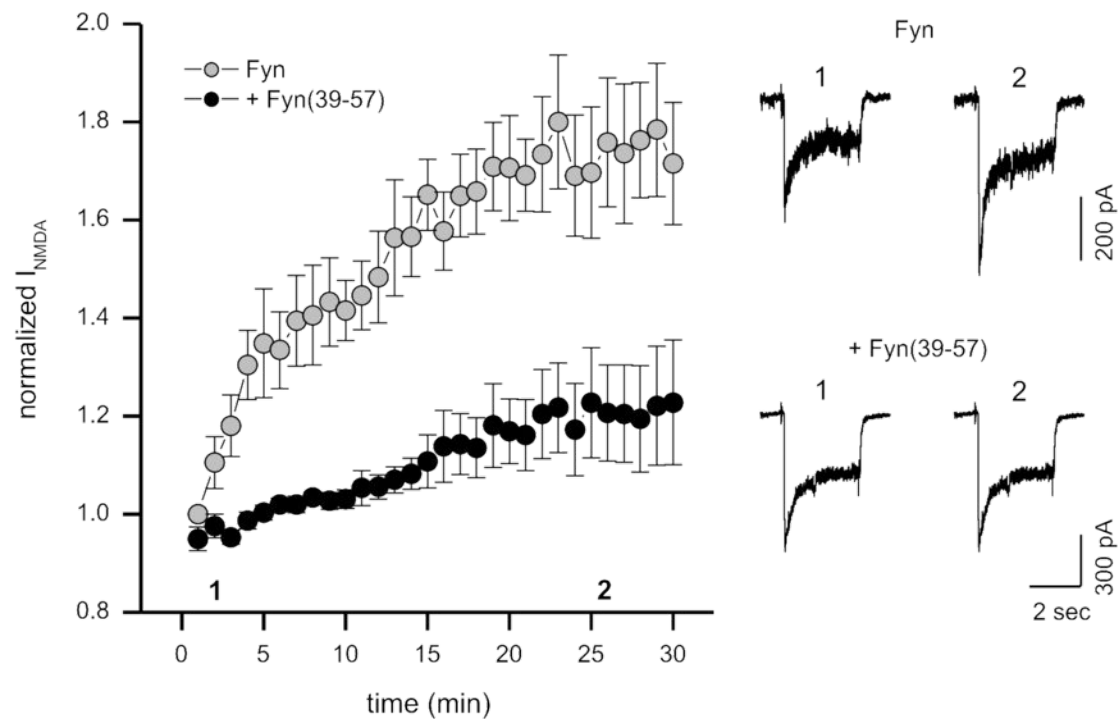 2.0
1.8
1.6
1.4
1.2
1.0
0.8
normalized I NMDA
Fyn
+ Fyn(39-57)
1
2
0
5
10
15
20
25
30
time (min)
Fyn
1
2
200 pA
+ Fyn(39-57)
1
2
300 pA
2 sec